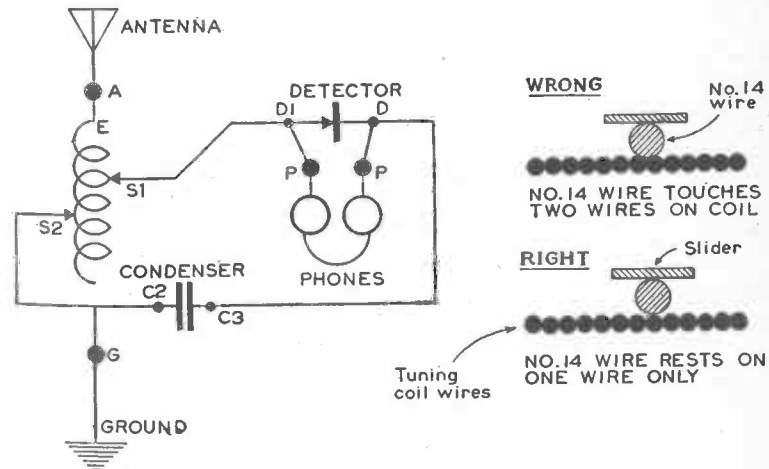 ANTENNA
A
E
S1
S2
DETECTOR
D1
D
P
P
PHONES
CONDENSER
C2
C3
G
GROUND
WRONG
No.14
wire
NO.14 WIRE TOUCHES
TWO WIRES ON COIL
Slider
RIGHT
Tuning
coil wires
NO.14 WIRE RESTS ON
ONE WIRE ONLY